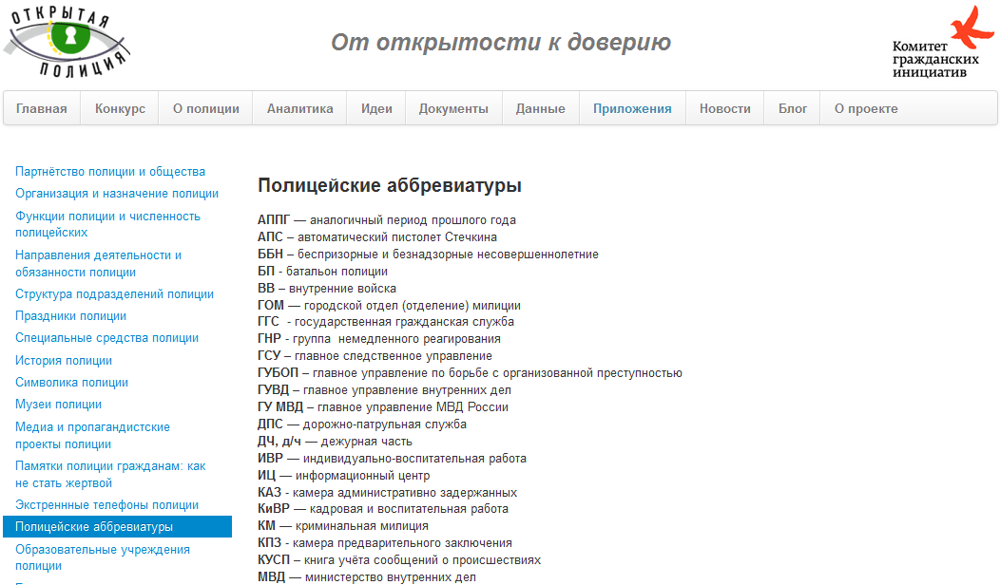 ОТКРЫТАЯ
ПОЛИЦИЯ
От открытости к доверию
Комитет
гражданских
инициатив
Главная Конкурс О полиции Аналитика Идеи Документы Данные Приложения Новости Блог О проекте
Партнётство полиции и общества
Организация и назначение полиции
Функции полиции и численность
полицейских
Направления деятельности и
обязанности полиции
Структура подразделений полиции
Праздники полиции
Специальные средства полиции
История полиции
Символика полиции
Музеи полиции
Медиа и пропагандистские
проекты полиции
Памятки полиции гражданам: как
не стать жертвой
Экстреннные телефоны полиции
Полицейские аббревиатуры
Образовательные учреждения
полиции
Полицейские аббревиатуры
АППГ — аналогичный период прошлого года
АПС – автоматический пистолет Стечкина
ББН – беспризорные и безнадзорные несовершеннолетние
БП - батальон полиции
ВВ – внутренние войска
ГОМ — городской отдел (отделение) милиции
ГГС - государственная гражданская служба
ГНР - группа немедленного реагирования
ГСУ – главное следственное управление
ГУБОП – главное управление по борьбе с организованной преступностью
ГУВД – главное управление внутренних дел
ГУ МВД – главное управление МВД России
ДПС — дорожно-патрульная служба
ДЧ, д/ч — дежурная часть
ИВР — индивидуально-воспитательная работа
ИЦ — информационный центр
КАЗ - камера административно задержанных
КиВР — кадровая и воспитательная работа
КМ — криминальная милиция
КПЗ - камера предварительного заключения
КУСП – книга учёта сообщений о происшествиях
МВД — министерство внутренних дел